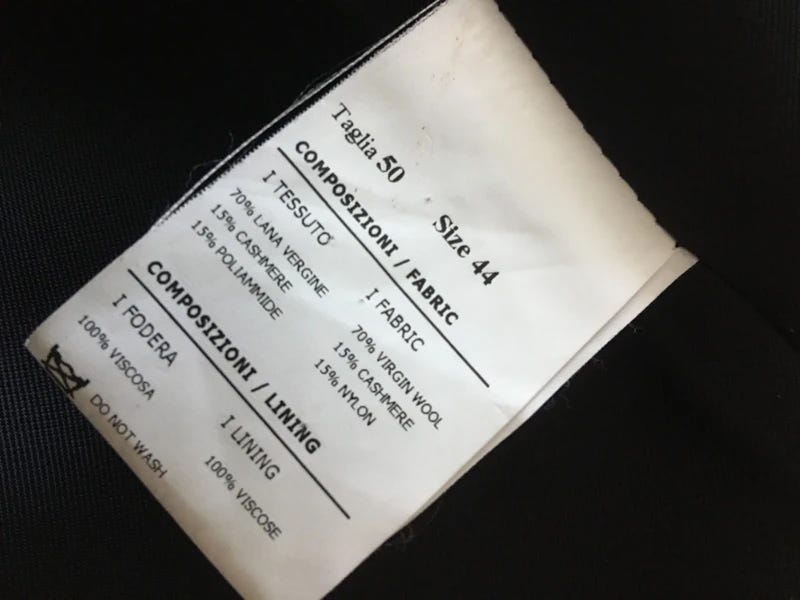 Taglia 50 Size 44
COMPOSIZIONI / FABRIC
I TESSUTO I FABRIC
70% LANA VERGINE 70% VIRGIN WOOL
15% CASHMERE 15% CASHMERE
15% POLIAMMIDE 15% NYLON
COMPOSIZIONI / LINING
I FODERA I LINING
100% VISCOSA 100% VISCOSE
DO NOT WASH